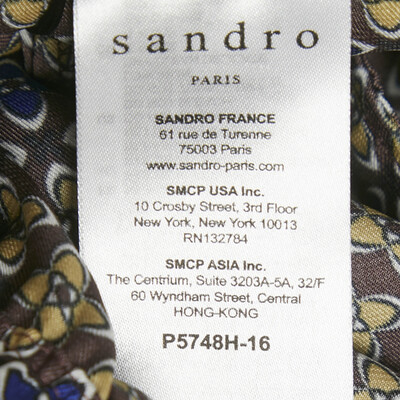 sandro
PARIS
SANDRO FRANCE
61 rue de Turenne
75003 Paris
www.sandro-paris.com
SMCP USA Inc.
10 Crosby Street, 3rd Floor
New York, New York 10013
RN132784
SMCP ASIA Inc.
The Centrium, Suite 3203A-5A, 32/F
60 Wyndham Street, Central
HONG-KONG
P5748H-16